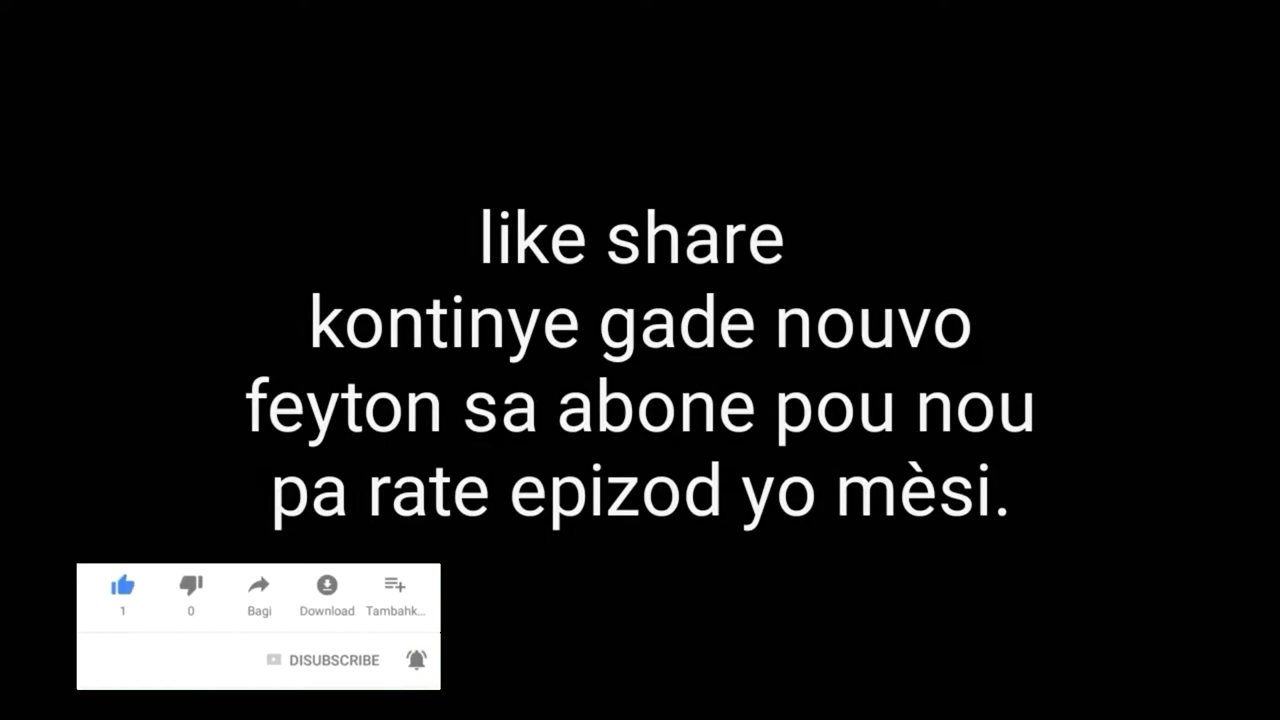 like share
kontinye gade nouvo
feyton sa abone pou nou
pa rate epizod yo mèsi.
1 0 Bagi Download Tambahk...
DISUBSCRIBE